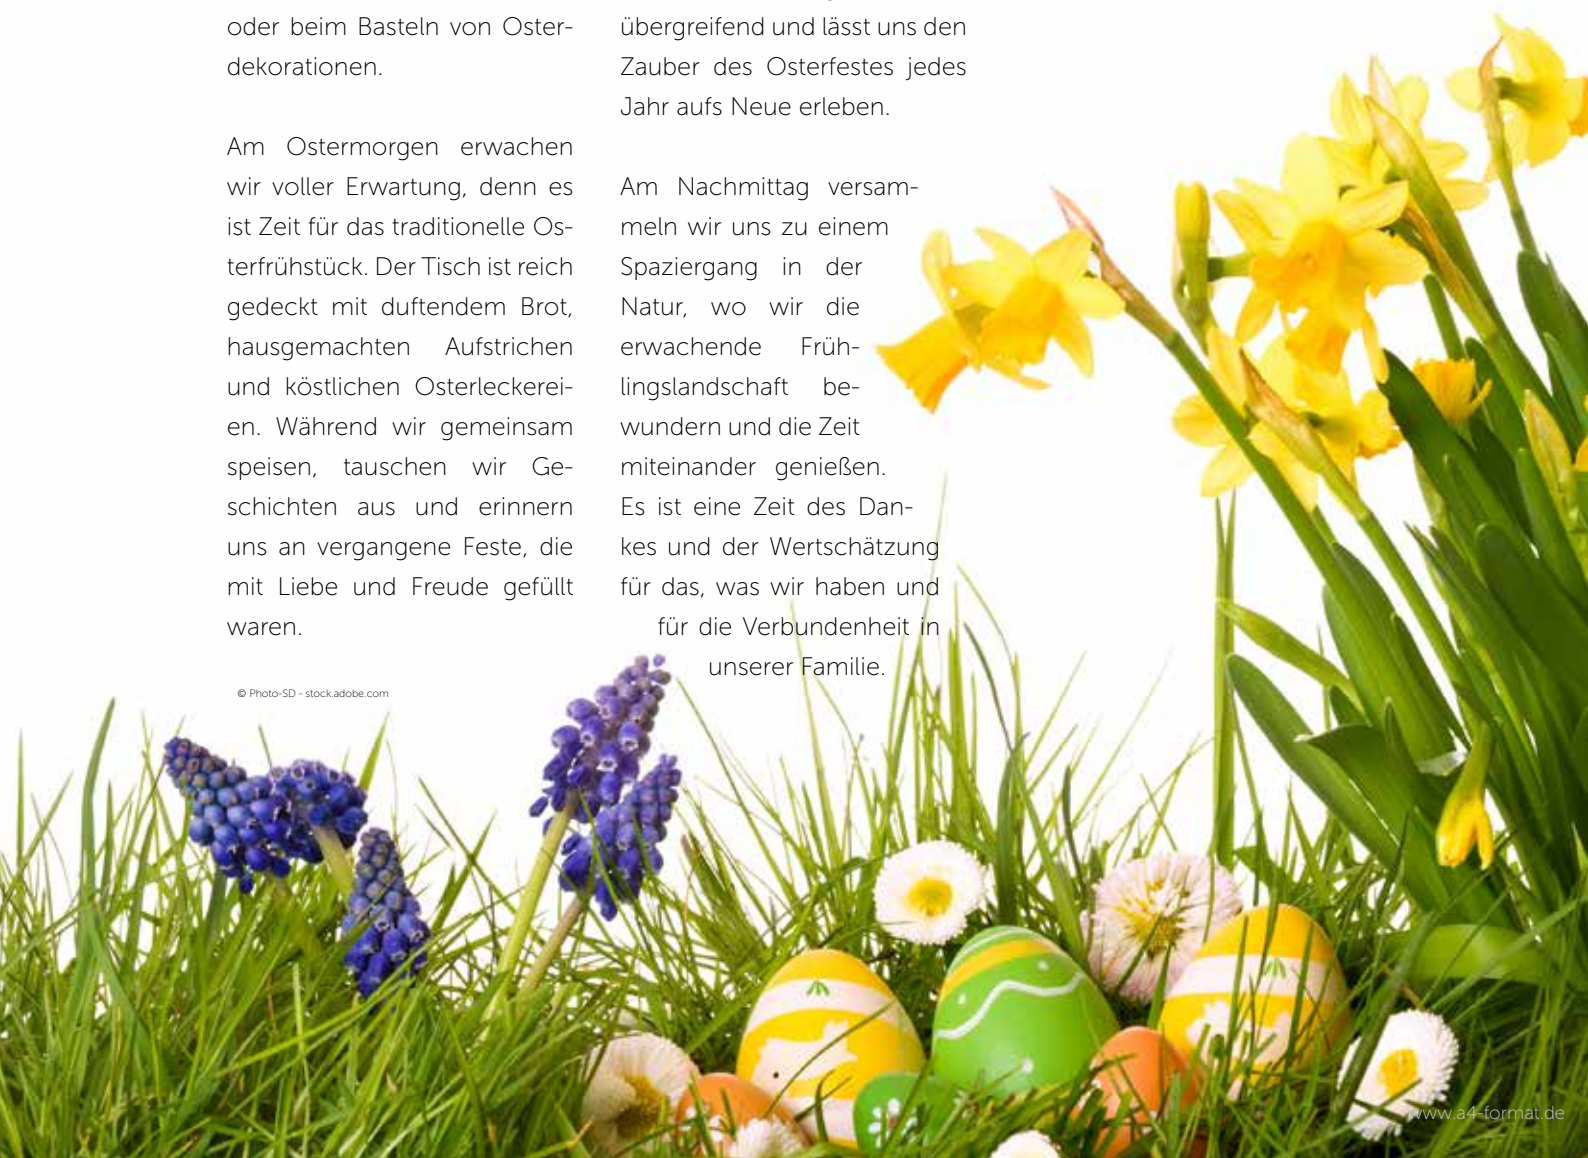 oder beim Basteln von Oster-
dekorationen.
Am Ostermorgen erwachen
wir voller Erwartung, denn es
ist Zeit für das traditionelle Os-
terfrühstück. Der Tisch ist reich
gedeckt mit duftendem Brot,
hausgemachten Aufstrichen
und köstlichen Osterleckerei-
en. Während wir gemeinsam
speisen, tauschen wir Ge-
schichten aus und erinnern
uns an vergangene Feste, die
mit Liebe und Freude gefüllt
waren.
übergreifend und lässt uns den
Zauber des Osterfestes jedes
Jahr aufs Neue erleben.
Am Nachmittag versam-
meln wir uns zu einem
Spaziergang in der
Natur, wo wir die
erwachende Früh-
lingslandschaft be-
wundern und die Zeit
miteinander genießen.
Es ist eine Zeit des Dan-
kes und der Wertschätzung
für das, was wir haben und
für die Verbundenheit in
unserer Familie.
© Photo-SD - stock.adobe.com
www.a4-format.de